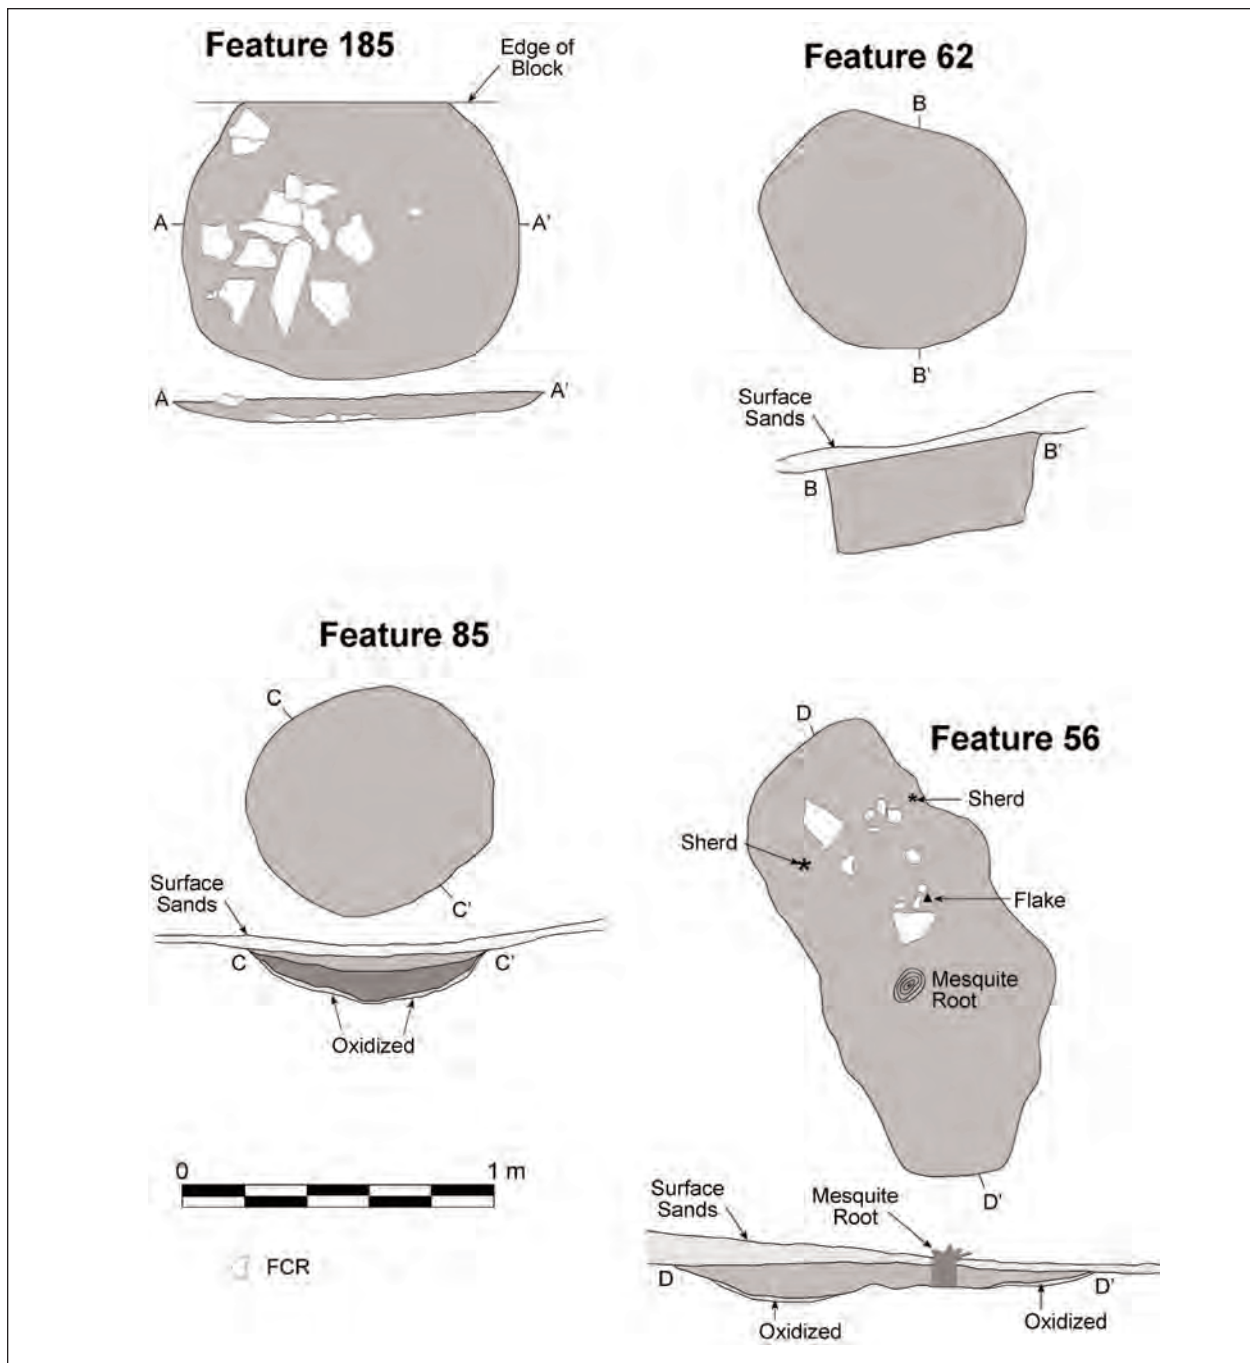 Feature 185
Edge of
Block
A
A'
A
A'
Feature 62
B
B'
Surface
Sands
B
B'
Feature 85
C
C'
Surface
Sands
C
C'
Oxidized
Feature 56
D
Sherd
Sherd
Flake
Mesquite
Root
D'
Surface
Sands
Mesquite
Root
D
D'
Oxidized
Oxidized
0
1 m
FCR